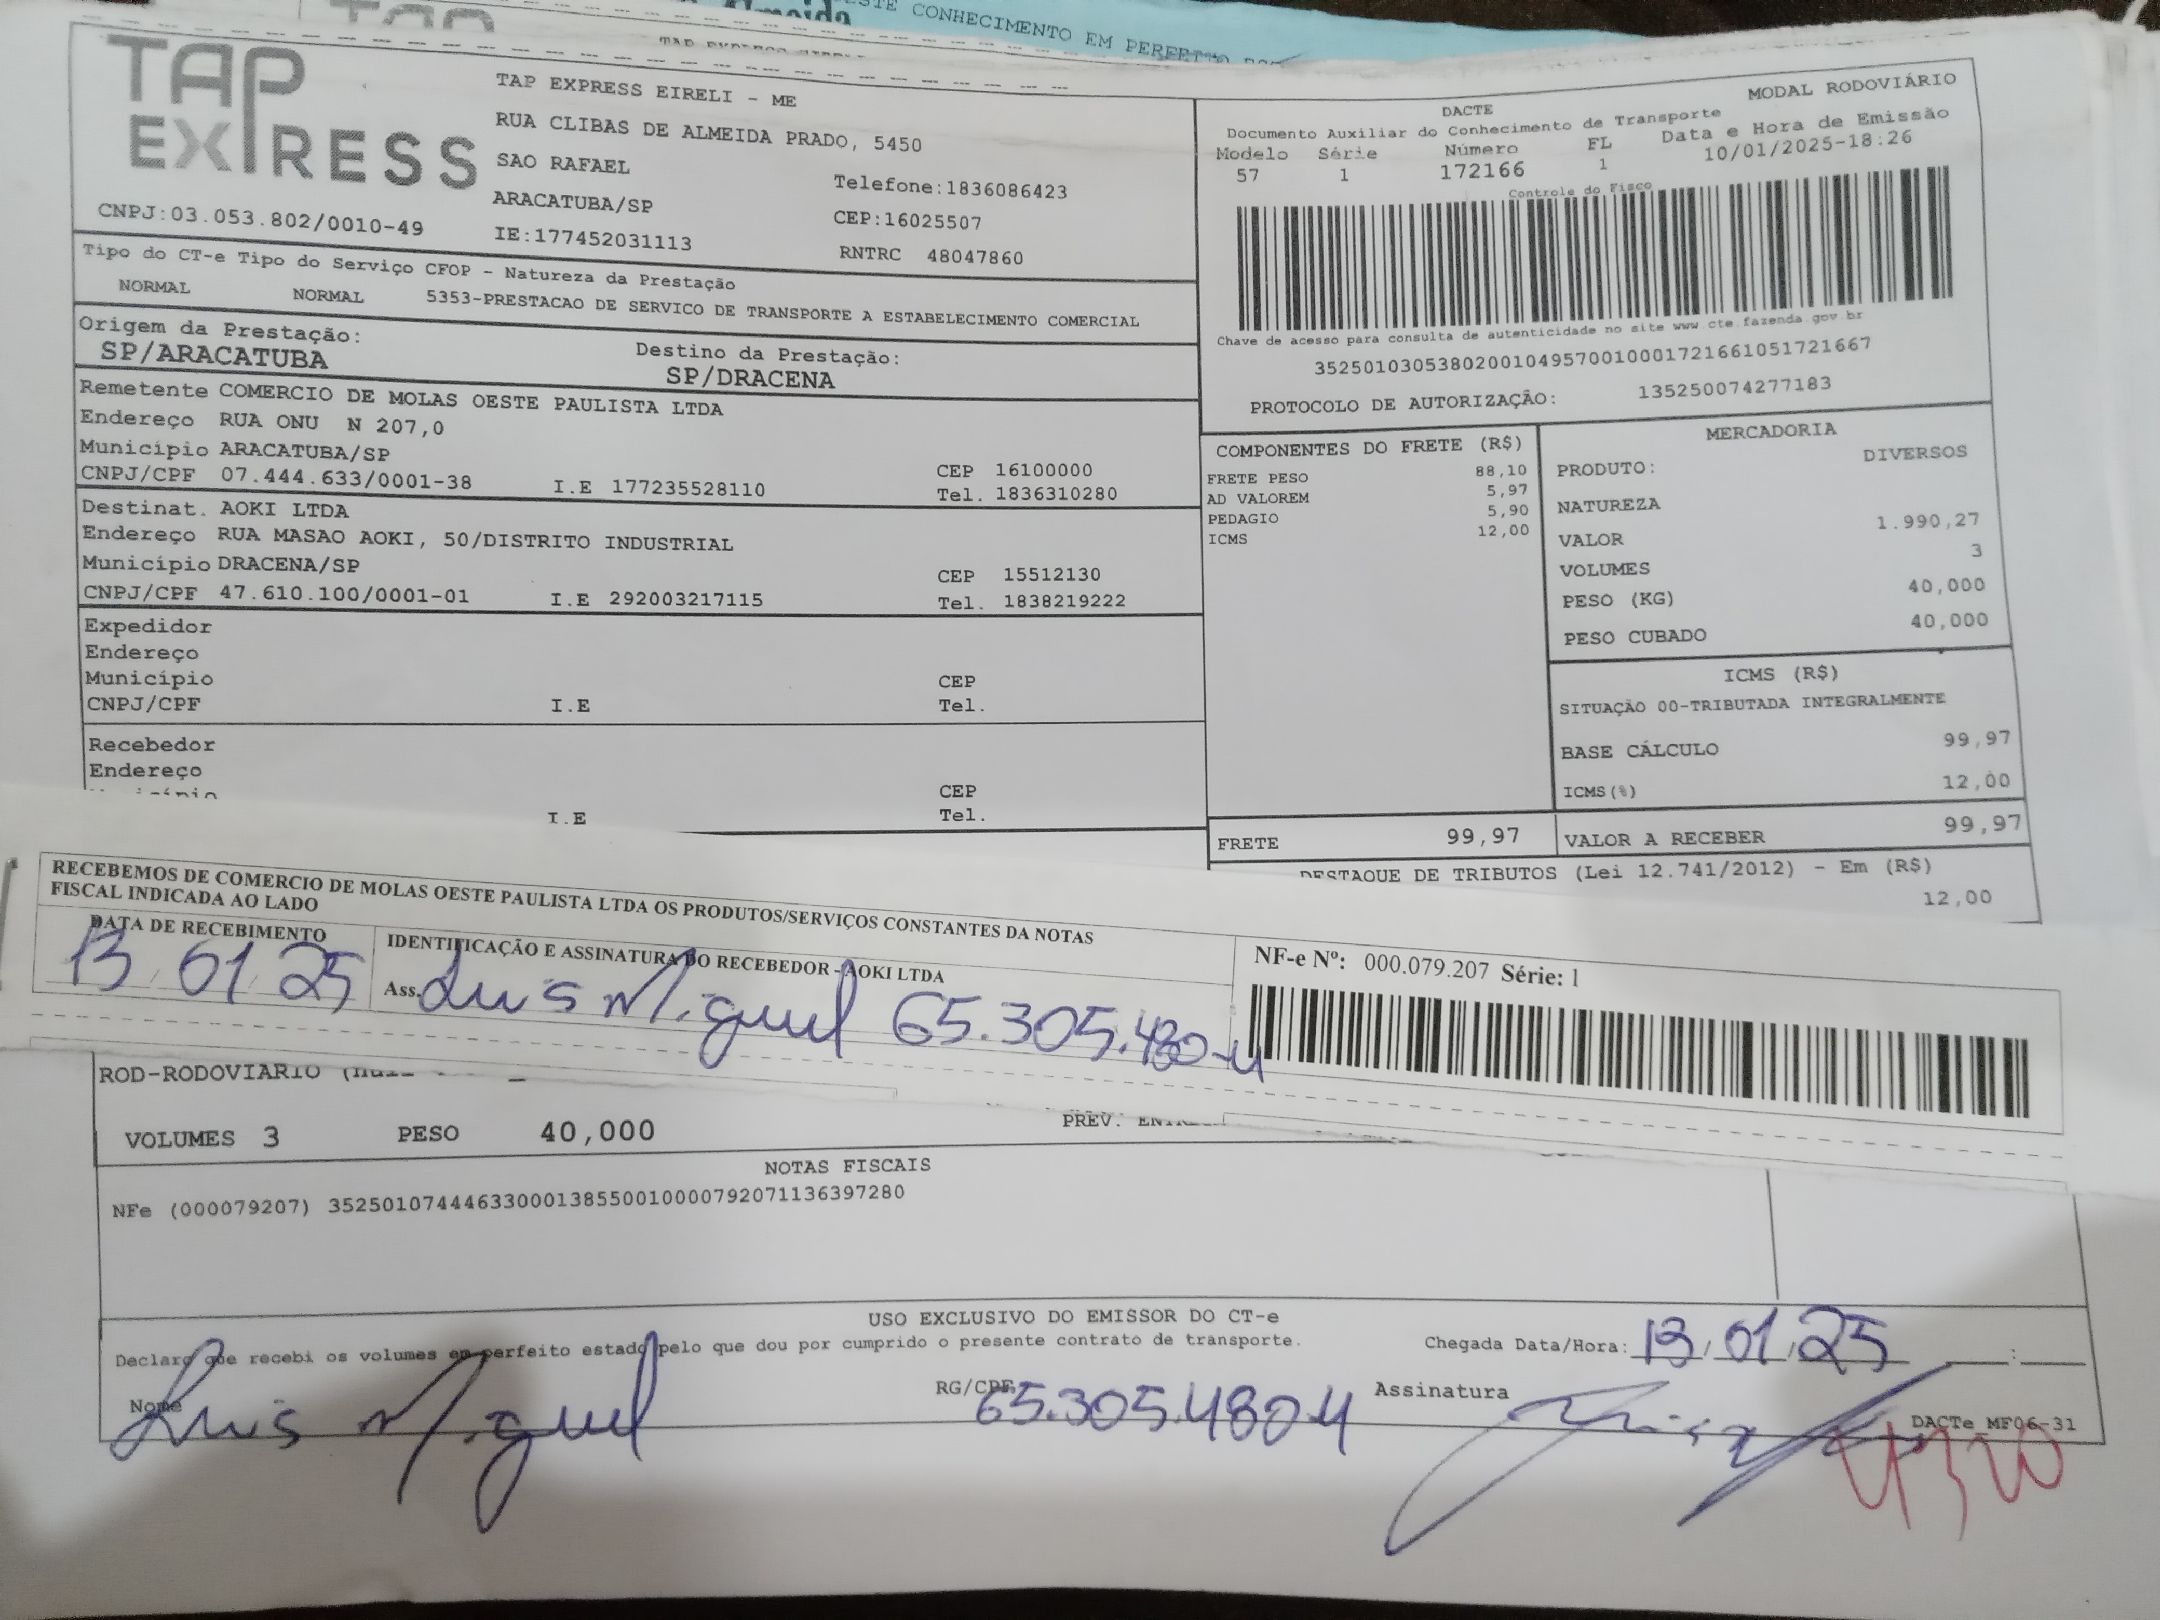 STE CONHECIMENTO EM PERFEITO
TAP EXPRESS
TAP EXPRESS EIRELI - ME
RUA CLIBAS DE ALMEIDA PRADO, 5450
SAO RAFAEL
ARACATUBA/SP
Telefone:1836086423
CEP:16025507
CNPJ:03.053.802/0010-49
IE:177452031113
RNTRC 48047860
MODAL RODOVIÁRIO
DACTE
Documento Auxiliar do Conhecimento de Transporte
Modelo Série Número FL Data e Hora de Emissão
57 1 172166 1 10/01/2025-18:26
Controle do Fisco
Chave de acesso para consulta de autenticidade no site www.cte.fazenda.gov.br
35250103053802001049570010001721661051721667
PROTOCOLO DE AUTORIZAÇÃO: 135250074277183
Tipo do CT-e Tipo do Serviço CFOP - Natureza da Prestação
NORMAL NORMAL 5353-PRESTACAO DE SERVICO DE TRANSPORTE A ESTABELECIMENTO COMERCIAL
Origem da Prestação:
SP/ARACATUBA
Destino da Prestação:
SP/DRACENA
Remetente COMERCIO DE MOLAS OESTE PAULISTA LTDA
Endereço RUA ONU N 207,0
Município ARACATUBA/SP
CEP 16100000
CNPJ/CPF 07.444.633/0001-38 I.E 177235528110 Tel. 1836310280
Destinat. AOKI LTDA
Endereço RUA MASAO AOKI, 50/DISTRITO INDUSTRIAL
Município DRACENA/SP
CEP 15512130
CNPJ/CPF 47.610.100/0001-01 I.E 292003217115 Tel. 1838219222
Expedidor
Endereço
Município CEP
CNPJ/CPF I.E Tel.
Recebedor
Endereço
CEP
I.E Tel.
COMPONENTES DO FRETE (R$)
FRETE PESO 88,10
AD VALOREM 5,97
PEDAGIO 5,90
ICMS 12,00
MERCADORIA
PRODUTO: DIVERSOS
NATUREZA
VALOR 1.990,27
VOLUMES 3
PESO (KG) 40,000
PESO CUBADO 40,000
ICMS (R$)
SITUAÇÃO 00-TRIBUTADA INTEGRALMENTE
BASE CÁLCULO 99,97
ICMS(%) 12,00
FRETE 99,97
VALOR A RECEBER 99,97
DESTAQUE DE TRIBUTOS (Lei 12.741/2012) - Em (R$)
12,00
RECEBEMOS DE COMERCIO DE MOLAS OESTE PAULISTA LTDA OS PRODUTOS/SERVIÇOS CONSTANTES DA NOTAS
FISCAL INDICADA AO LADO
DATA DE RECEBIMENTO
13/01/25
IDENTIFICAÇÃO E ASSINATURA DO RECEBEDOR - AOKI LTDA
Ass. Luis Miguel 65.305.480-4
NF-e Nº: 000.079.207 Série: 1
ROD-RODOVIARIO
VOLUMES 3 PESO 40,000
PREV.
NOTAS FISCAIS
NFe (000079207) 35250107444633000138550010000792071136397280
USO EXCLUSIVO DO EMISSOR DO CT-e
Declaro que recebi os volumes em perfeito estado pelo que dou por cumprido o presente contrato de transporte.
Chegada Data/Hora: 13/01/25
Nome Luis Miguel
RG/CPF 65.305.480-4
Assinatura
DACTe_MF06-31